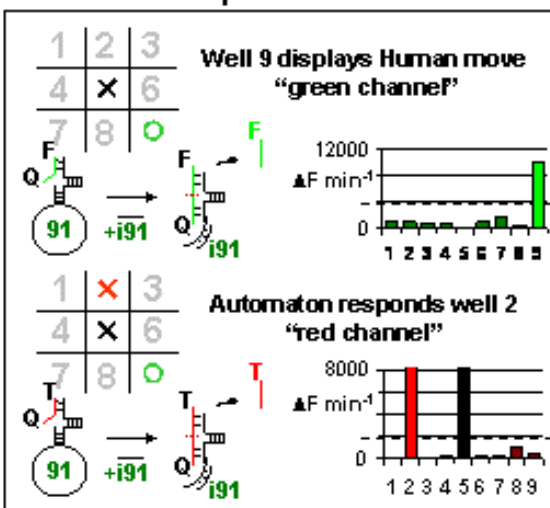 1 2 3
4 × 6
7 8 O
Well 9 displays Human move
“green channel”
F
Q
91
+i91
F
Q
i91
F
12000
▲F min-1
0
1 2 3 4 5 6 7 8 9
1 × 3
4 × 6
7 8 O
Automaton responds well 2
“red channel”
T
Q
91
+i91
T
Q
i91
T
8000
▲F min-1
0
1 2 3 4 5 6 7 8 9